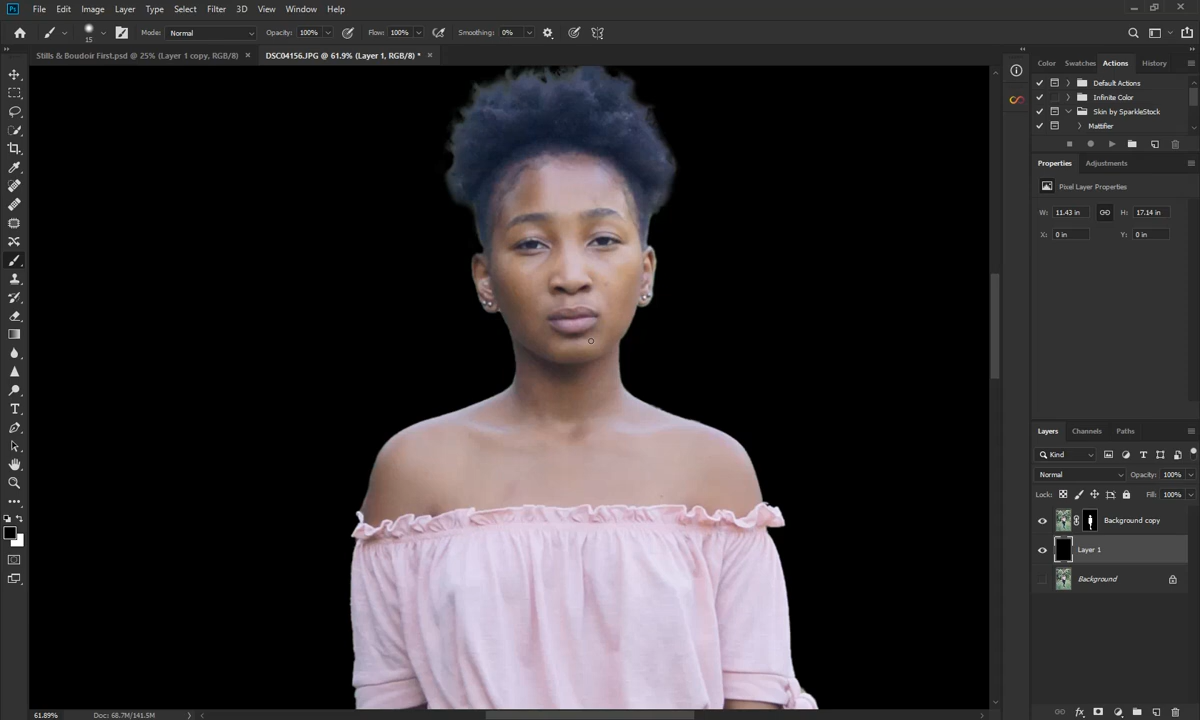 Ps File Edit Image Layer Type Select Filter 3D View Window Help
15 Mode: Normal Opacity: 100% Flow: 100% Smoothing: 0%
Stills & Boudoir First.psd @ 25% (Layer 1 copy, RGB/8) × DSC04156.JPG @ 61.9% (Layer 1, RGB/8) * ×
Color Swatches Actions History
Default Actions
Infinite Color
Skin by SparkleStock
Mattifier
Properties Adjustments
Pixel Layer Properties
W: 11.43 in H: 17.14 in
X: 0 in Y: 0 in
Layers Channels Paths
Kind
Normal Opacity: 100%
Lock: Fill: 100%
Background copy
Layer 1
Background
61.89% Doc: 68.7M/141.5M